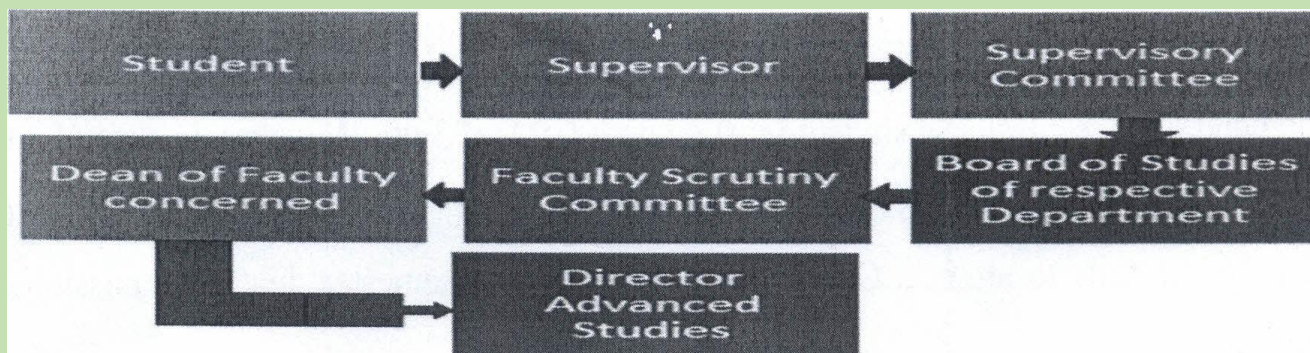 Student
Supervisor
Supervisory
Committee
Board of Studies
of respective
Department
Faculty Scrutiny
Committee
Dean of Faculty
concerned
Director
Advanced
Studies